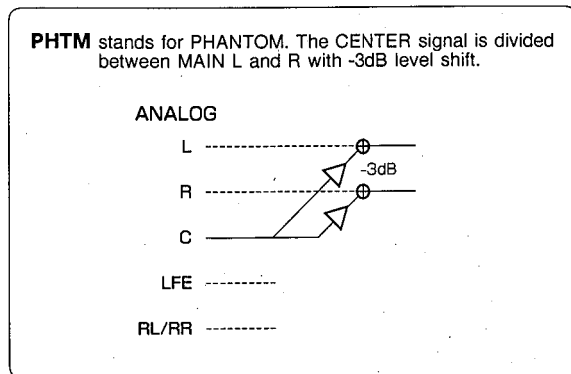 PHTM stands for PHANTOM. The CENTER signal is divided
between MAIN L and R with -3dB level shift.
ANALOG
L
-3dB
R
C
LFE
RL/RR